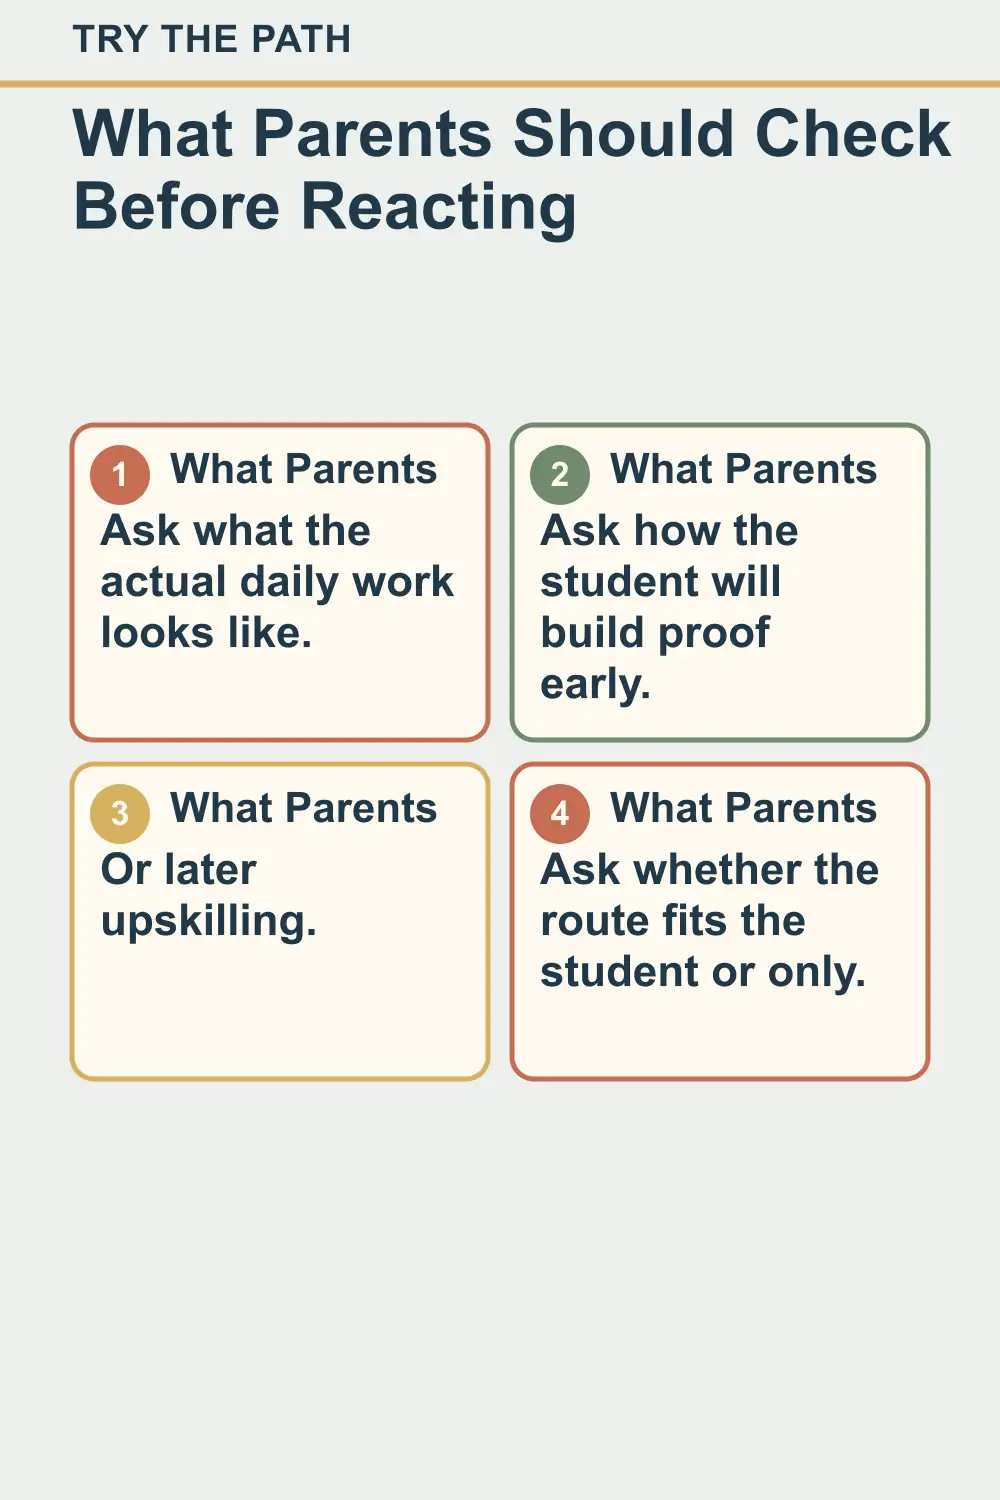 TRY THE PATH
What Parents Should Check
Before Reacting
1 What Parents
Ask what the
actual daily work
looks like.
2 What Parents
Ask how the
student will
build proof
early.
3 What Parents
Or later
upskilling.
4 What Parents
Ask whether the
route fits the
student or only.